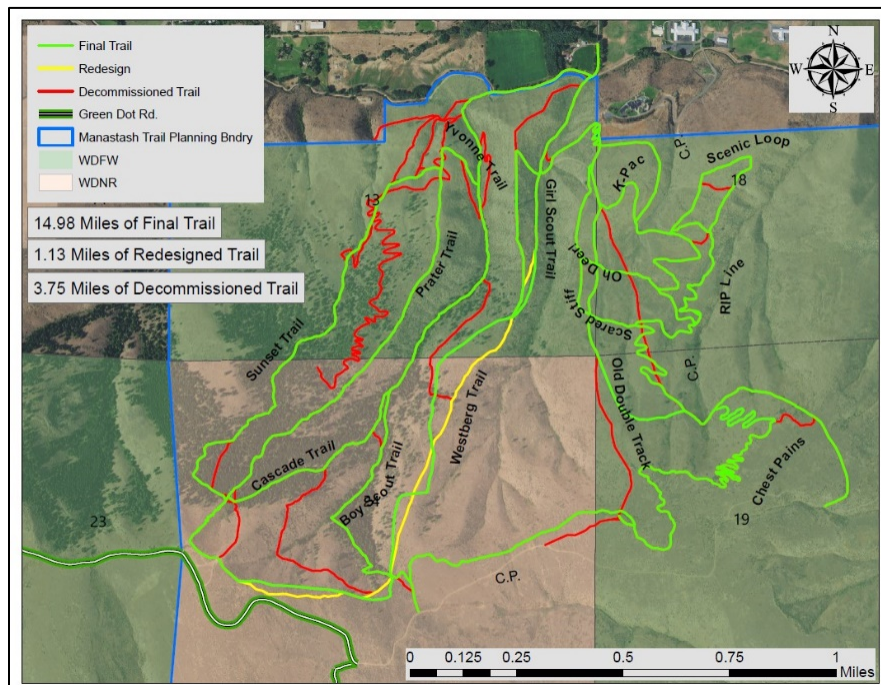 Final Trail
Redesign
Decommissioned Trail
Green Dot Rd.
Manastash Trail Planning Bndry
WDFW
WDNR
14.98 Miles of Final Trail
1.13 Miles of Redesigned Trail
3.75 Miles of Decommissioned Trail
N
W E
S
Yvonne Trail
K-Pac
C.P.
Scenic Loop
18
13
Girl Scout Trail
Prater Trail
Oh Deer!
RIP Line
Sunset Trail
Scared Stiff
C.P.
Old Double Track
Westberg Trail
Cascade Trail
Boy Scout Trail
Chest Pains
23
19
C.P.
0 0.125 0.25 0.5 0.75 1
Miles